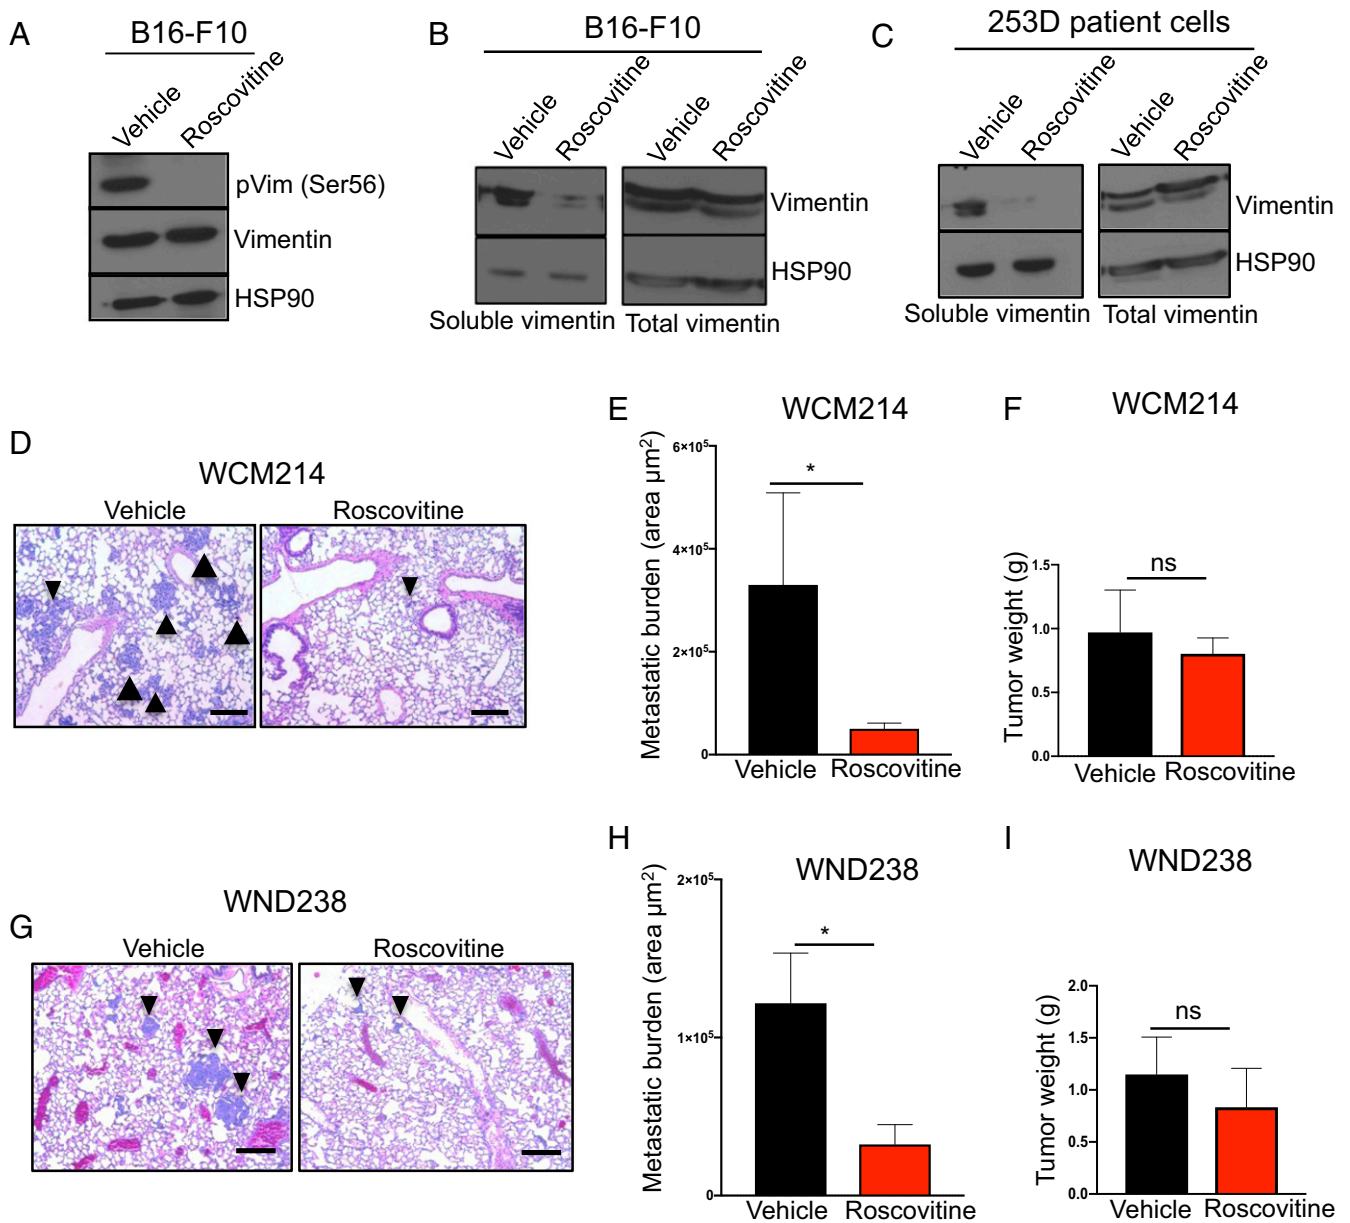 A
B16-F10
Vehicle
Roscovitine
pVim (Ser56)
Vimentin
HSP90
B
B16-F10
Vehicle
Roscovitine
Vehicle
Roscovitine
Vimentin
HSP90
Soluble vimentin
Total vimentin
C
253D patient cells
Vehicle
Roscovitine
Vehicle
Roscovitine
Vimentin
HSP90
Soluble vimentin
Total vimentin
D
WCM214
Vehicle
Roscovitine
E
WCM214
Metastatic burden (area µm²)
6×10⁵
4×10⁵
2×10⁵
0
*
Vehicle
Roscovitine
F
WCM214
Tumor weight (g)
1.5
1.0
0.5
0.0
ns
Vehicle
Roscovitine
G
WND238
Vehicle
Roscovitine
H
WND238
Metastatic burden (area µm²)
2×10⁵
1×10⁵
0
*
Vehicle
Roscovitine
I
WND238
Tumor weight (g)
2.0
1.5
1.0
0.5
0.0
ns
Vehicle
Roscovitine